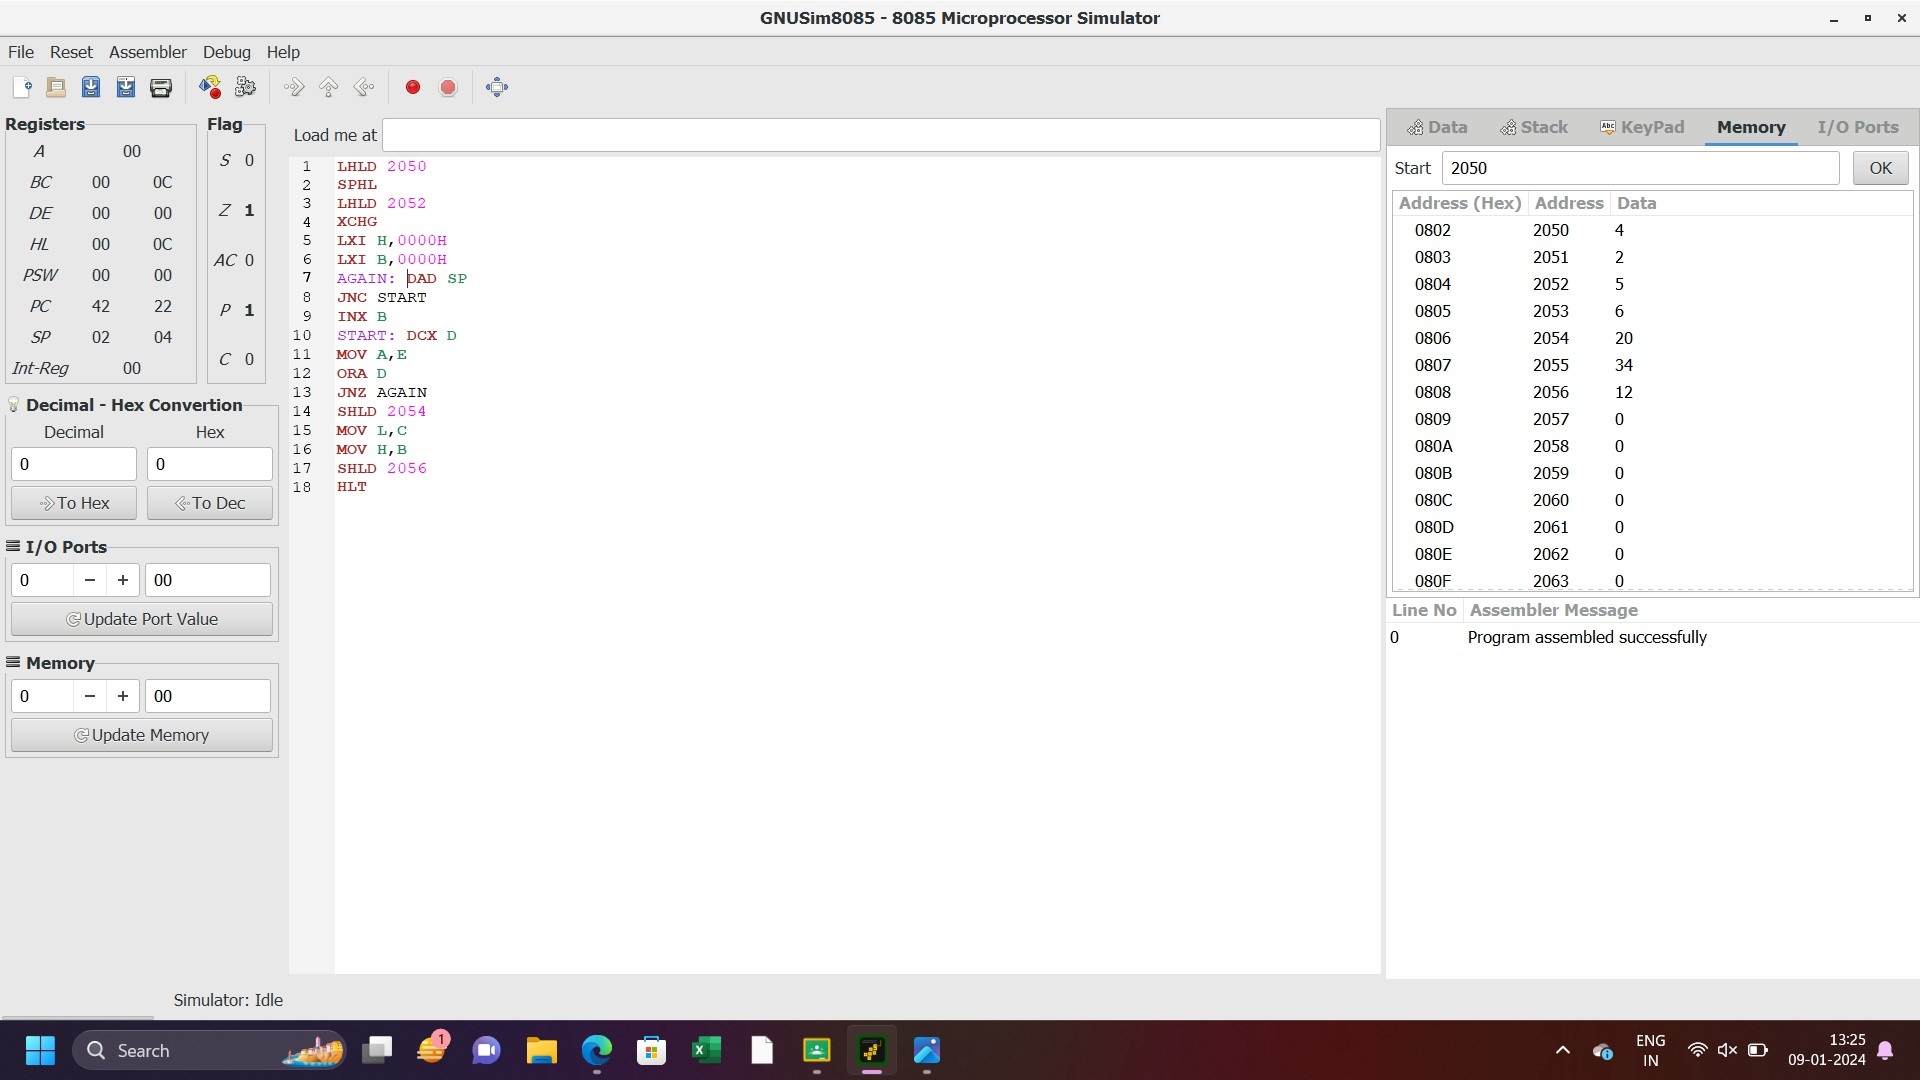 GNUSim8085 - 8085 Microprocessor Simulator
File Reset Assembler Debug Help
Registers
A 00
BC 00 0C
DE 00 00
HL 00 0C
PSW 00 00
PC 42 22
SP 02 04
Int-Reg 00
Flag
S 0
Z 1
AC 0
P 1
C 0
Decimal - Hex Convertion
Decimal Hex
0 0
To Hex To Dec
I/O Ports
0 − + 00
Update Port Value
Memory
0 − + 00
Update Memory
Load me at
1 LHLD 2050
2 SPHL
3 LHLD 2052
4 XCHG
5 LXI H,0000H
6 LXI B,0000H
7 AGAIN: DAD SP
8 JNC START
9 INX B
10 START: DCX D
11 MOV A,E
12 ORA D
13 JNZ AGAIN
14 SHLD 2054
15 MOV L,C
16 MOV H,B
17 SHLD 2056
18 HLT
Data Stack Abc KeyPad Memory I/O Ports
Start 2050 OK
Address (Hex) Address Data
0802 2050 4
0803 2051 2
0804 2052 5
0805 2053 6
0806 2054 20
0807 2055 34
0808 2056 12
0809 2057 0
080A 2058 0
080B 2059 0
080C 2060 0
080D 2061 0
080E 2062 0
080F 2063 0
Line No Assembler Message
0 Program assembled successfully
Simulator: Idle
Search
1
ENG
IN
13:25
09-01-2024